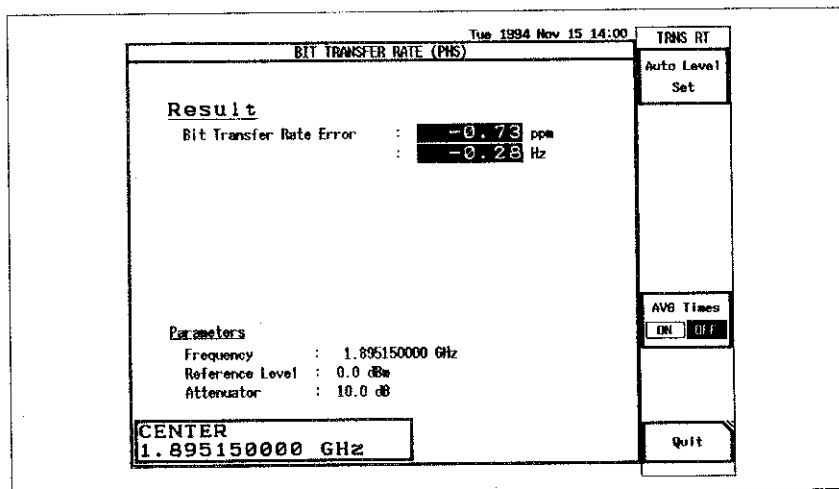 Tue 1994 Nov 15 14:00
TRNS RT
BIT TRANSFER RATE (PHS)
Auto Level
Set
Result
Bit Transfer Rate Error : -0.73 ppm
: -0.28 Hz
AVG Times
ON OFF
Parameters
Frequency : 1.895150000 GHz
Reference Level : 0.0 dBm
Attenuator : 10.0 dB
CENTER
1.895150000 GHz
Quit